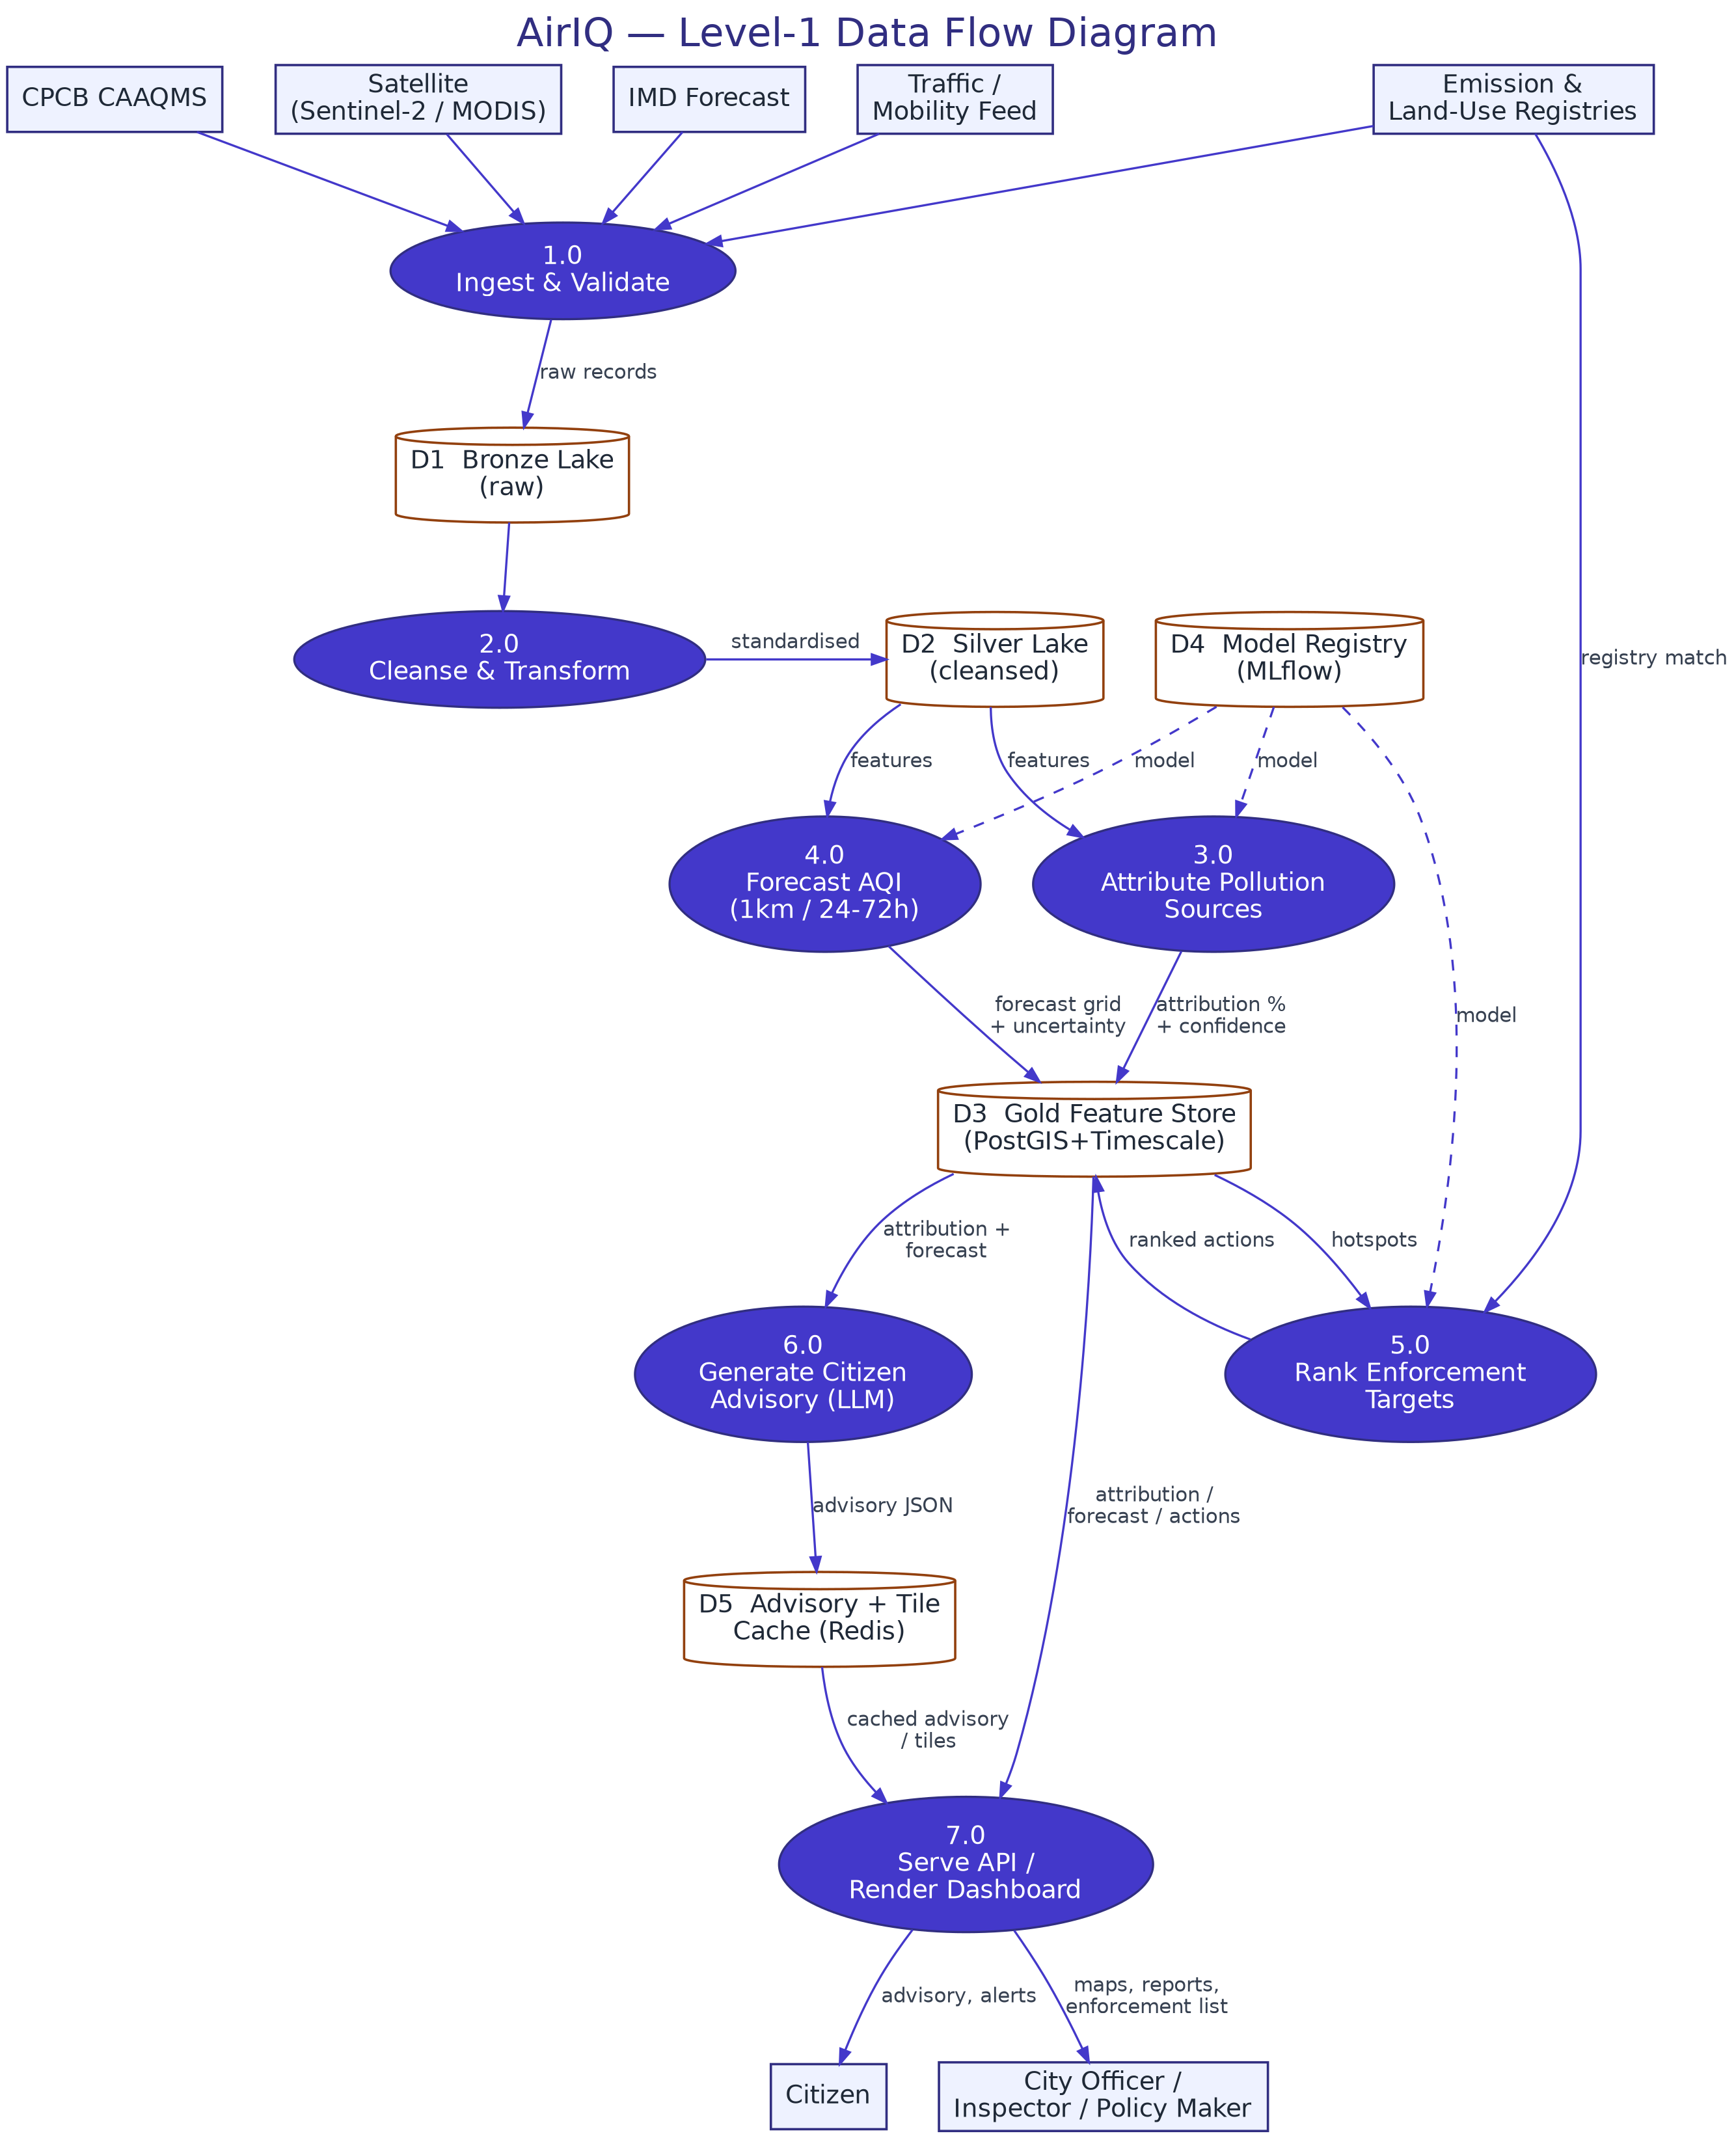 AirIQ — Level-1 Data Flow Diagram
CPCB CAAQMS
Satellite
(Sentinel-2 / MODIS)
IMD Forecast
Traffic /
Mobility Feed
Emission &
Land-Use Registries
1.0
Ingest & Validate
raw records
D1  Bronze Lake
(raw)
2.0
Cleanse & Transform
standardised
D2  Silver Lake
(cleansed)
D4  Model Registry
(MLflow)
registry match
features
features
model
model
4.0
Forecast AQI
(1km / 24-72h)
3.0
Attribute Pollution
Sources
forecast grid
+ uncertainty
attribution %
+ confidence
model
D3  Gold Feature Store
(PostGIS+Timescale)
attribution +
forecast
ranked actions
hotspots
6.0
Generate Citizen
Advisory (LLM)
5.0
Rank Enforcement
Targets
advisory JSON
attribution /
forecast / actions
D5  Advisory + Tile
Cache (Redis)
cached advisory
/ tiles
7.0
Serve API /
Render Dashboard
advisory, alerts
maps, reports,
enforcement list
Citizen
City Officer /
Inspector / Policy Maker